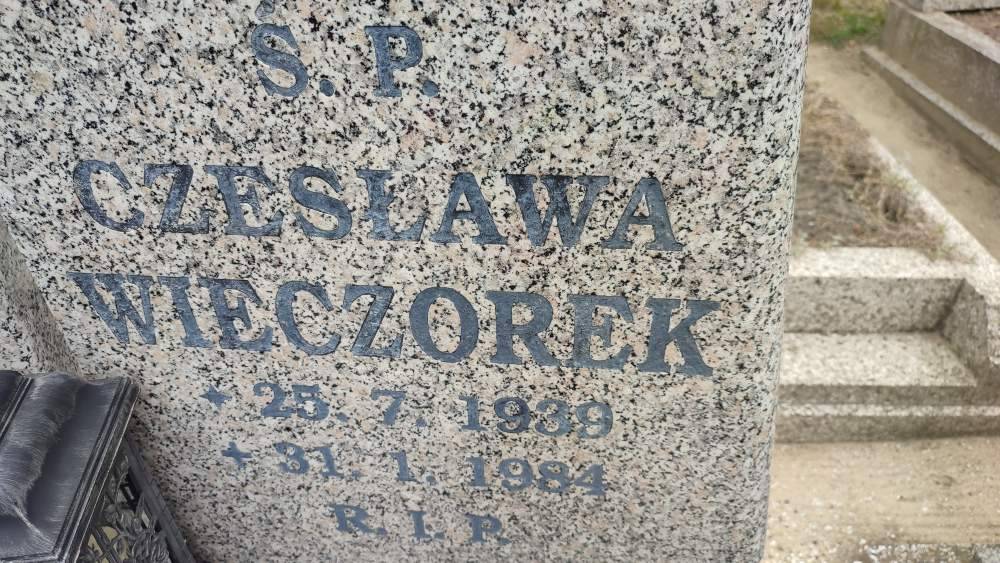 Ś. P.
CZESŁAWA
WIECZOREK
* 25. 7. 1939
+ 31. 1. 1984
R. I. P.